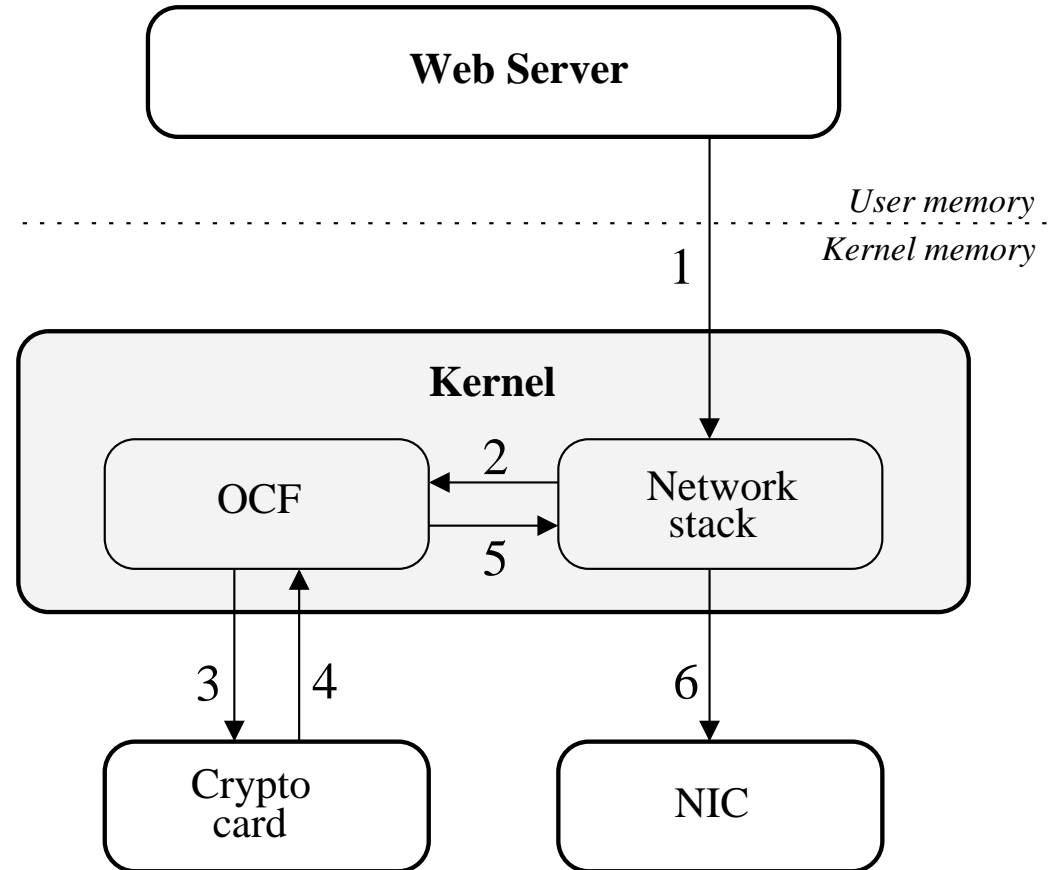 Web Server
User memory
Kernel memory
1
Kernel
2
OCF
Network
stack
5
3
4
6
Crypto
card
NIC